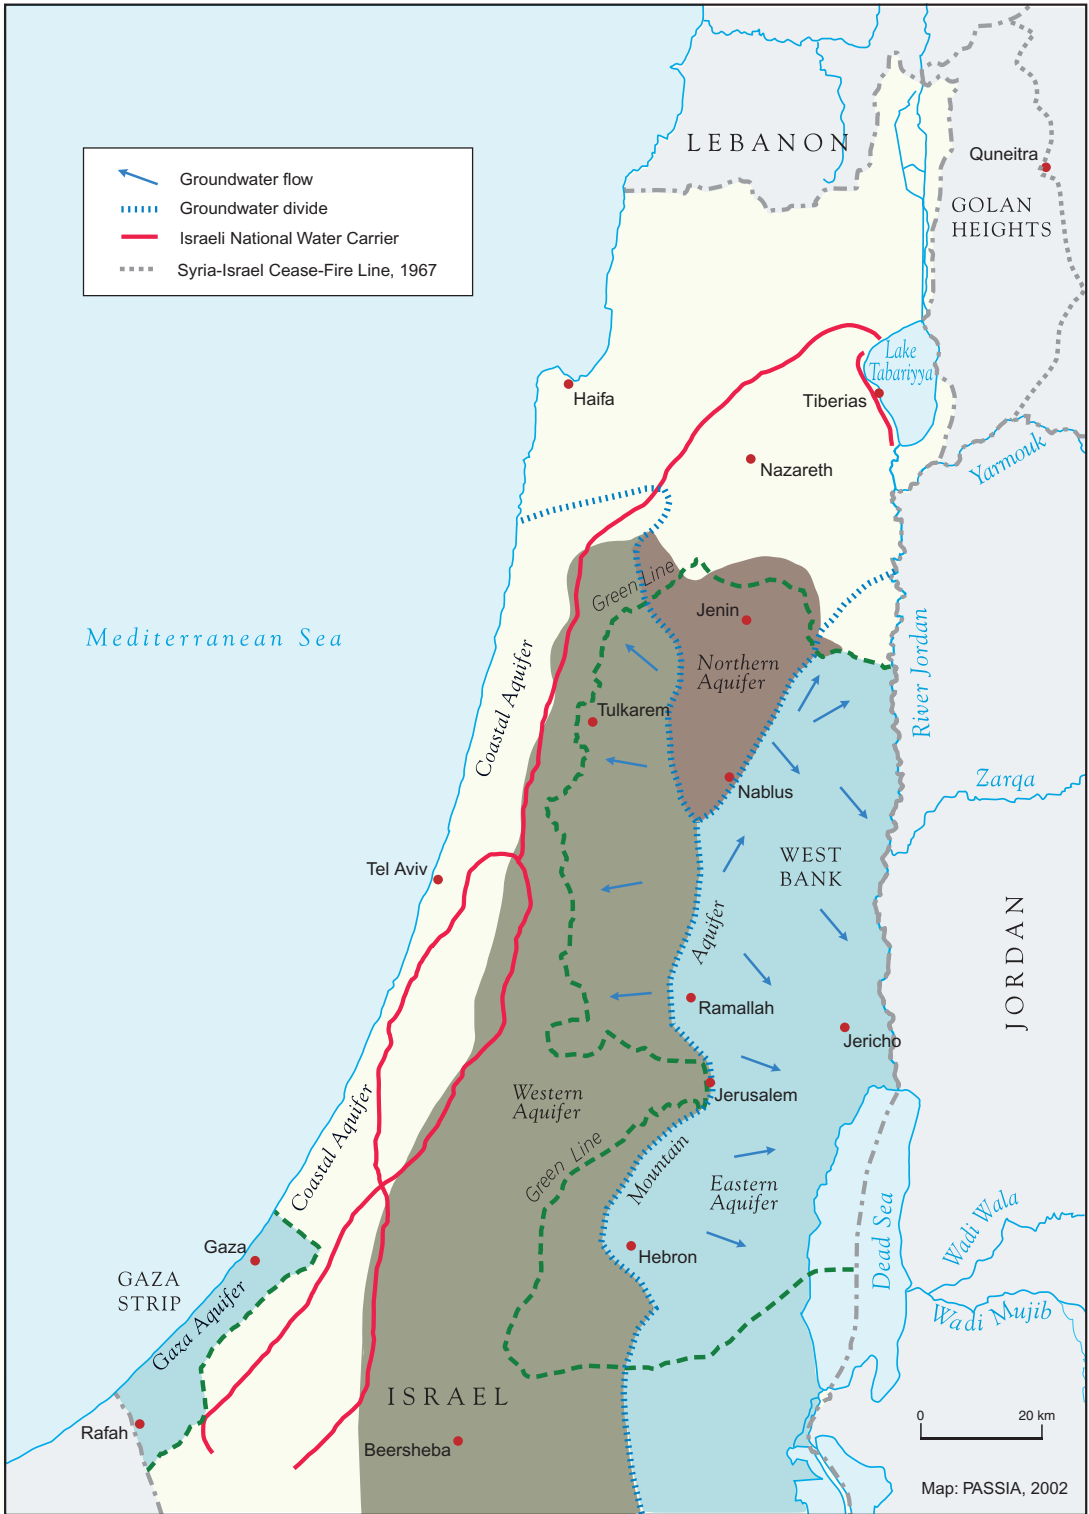 LEBANON
Quneitra
GOLAN
HEIGHTS
Groundwater flow
Groundwater divide
Israeli National Water Carrier
Syria-Israel Cease-Fire Line, 1967
Lake
Tabariyya
Haifa
Tiberias
Nazareth
Yarmouk
Green Line
Jenin
Mediterranean Sea
Coastal Aquifer
Northern
Aquifer
River Jordan
Tulkarem
Nablus
Zarqa
Tel Aviv
WEST
BANK
Aquifer
JORDAN
Ramallah
Jericho
Western
Aquifer
Jerusalem
Coastal Aquifer
Green Line
Mountain
Eastern
Aquifer
Dead Sea
Wadi Wala
Gaza
Hebron
GAZA
STRIP
Gaza Aquifer
Wadi Mujib
ISRAEL
Rafah
Beersheba
0 20 km
Map: PASSIA, 2002